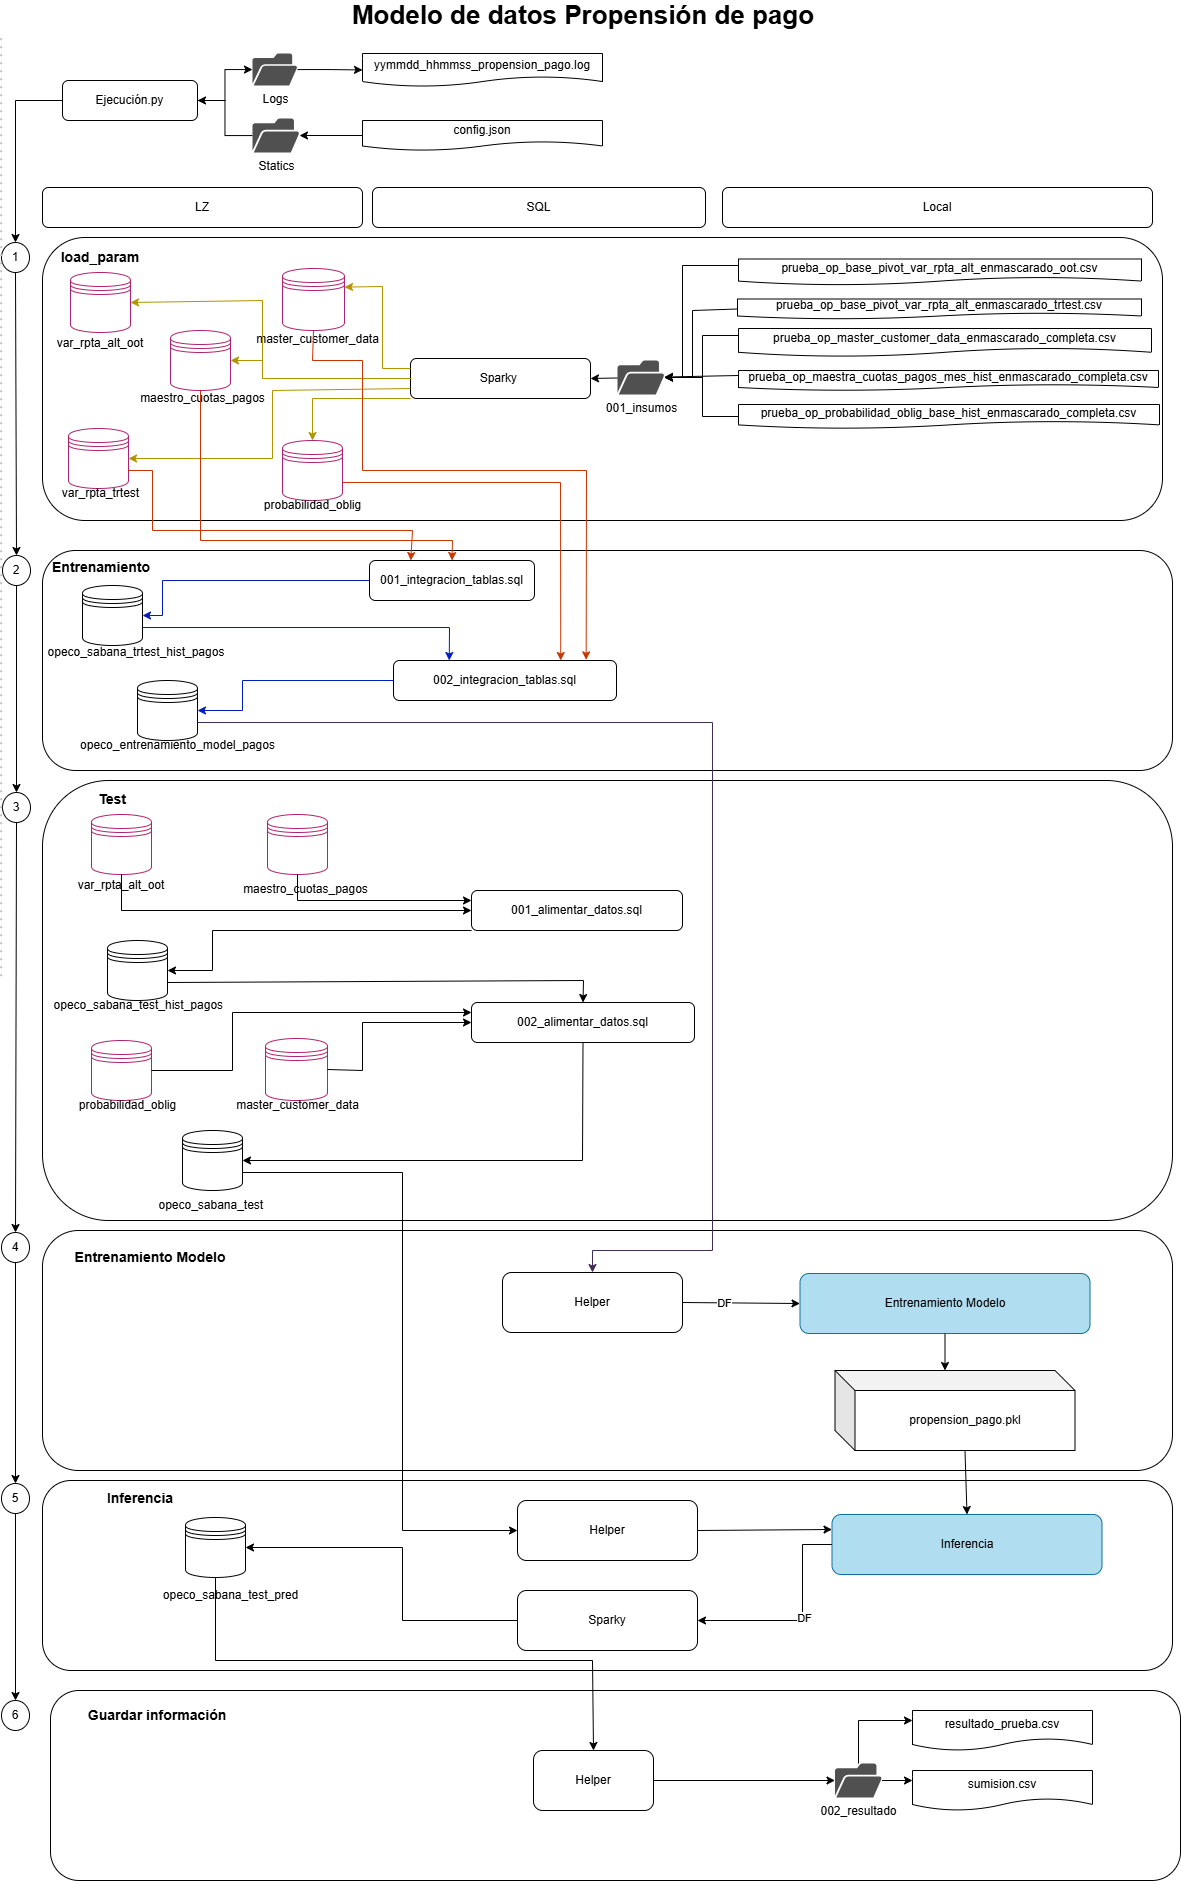 Modelo de datos Propensión de pago
yymmdd_hhmmss_propension_pago.log
Ejecución.py
Logs
config.json
Statics
LZ
SQL
Local
1
load_param
prueba_op_base_pivot_var_rpta_alt_enmascarado_oot.csv
prueba_op_base_pivot_var_rpta_alt_enmascarado_trtest.csv
var_rpta_alt_oot
master_customer_data
prueba_op_master_customer_data_enmascarado_completa.csv
Sparky
prueba_op_maestra_cuotas_pagos_mes_hist_enmascarado_completa.csv
maestro_cuotas_pagos
001_insumos
prueba_op_probabilidad_oblig_base_hist_enmascarado_completa.csv
var_rpta_trtest
probabilidad_oblig
2
Entrenamiento
001_integracion_tablas.sql
opeco_sabana_trtest_hist_pagos
002_integracion_tablas.sql
opeco_entrenamiento_model_pagos
3
Test
var_rpta_alt_oot
maestro_cuotas_pagos
001_alimentar_datos.sql
opeco_sabana_test_hist_pagos
002_alimentar_datos.sql
probabilidad_oblig
master_customer_data
opeco_sabana_test
4
Entrenamiento Modelo
Helper
DF
Entrenamiento Modelo
propension_pago.pkl
5
Inferencia
Helper
Inferencia
opeco_sabana_test_pred
Sparky
DF
6
Guardar información
resultado_prueba.csv
Helper
sumision.csv
002_resultado